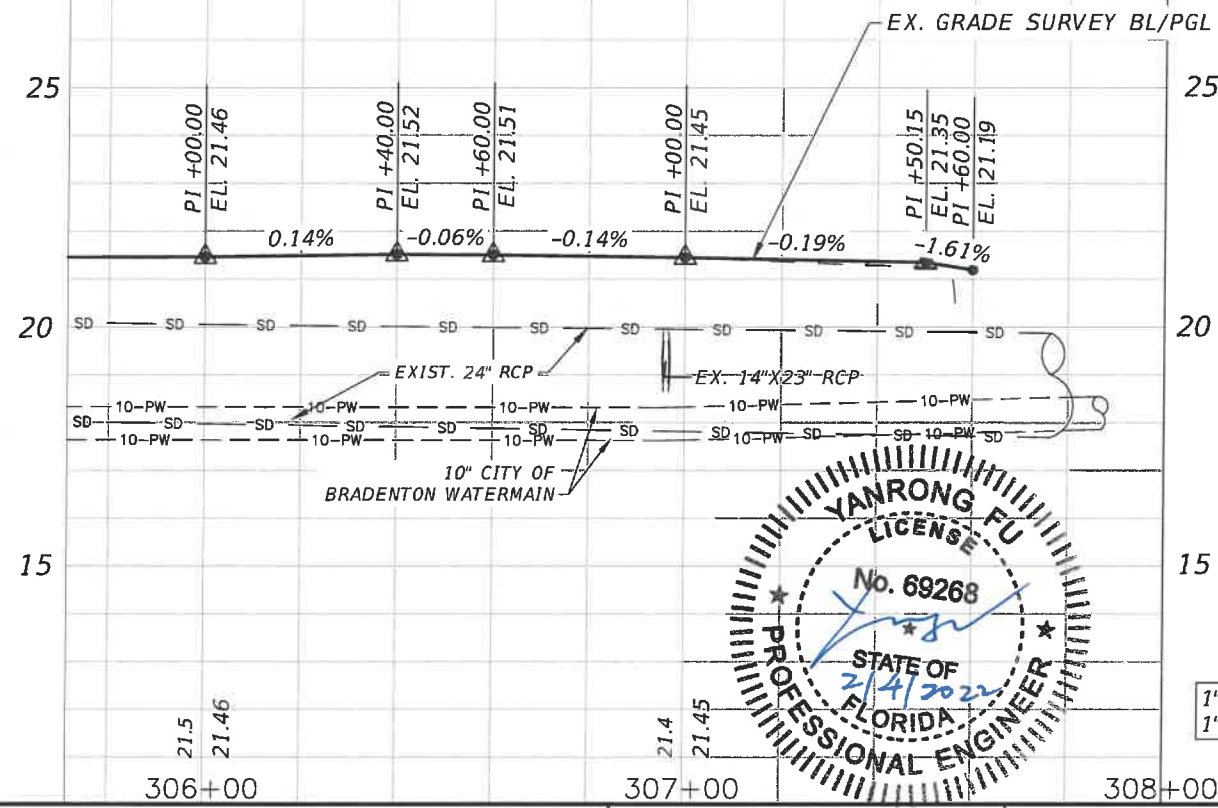 EX. GRADE SURVEY BL/PGL
25
25
PI +00.00
EL. 21.46
PI +40.00
EL. 21.52
PI +60.00
EL. 21.51
PI +00.00
EL. 21.45
PI +50.15
EL. 21.35
PI +60.00
EL. 21.19
0.14%
-0.06%
-0.14%
-0.19%
-1.61%
20
SD SD SD SD SD SD SD SD SD SD SD
20
EXIST. 24" RCP
EX. 14"X23" RCP
10-PW 10-PW 10-PW 10-PW 10-PW
SD SD SD SD SD SD SD SD SD SD SD
10-PW 10-PW 10-PW 10-PW 10-PW
10" CITY OF
BRADENTON WATERMAIN
15
15
YANRONG FU
LICENSE
No. 69268
STATE OF
2/4/2022
FLORIDA
PROFESSIONAL ENGINEER
21.5
21.46
21.4
21.45
1"
1"
306+00
307+00
308+00